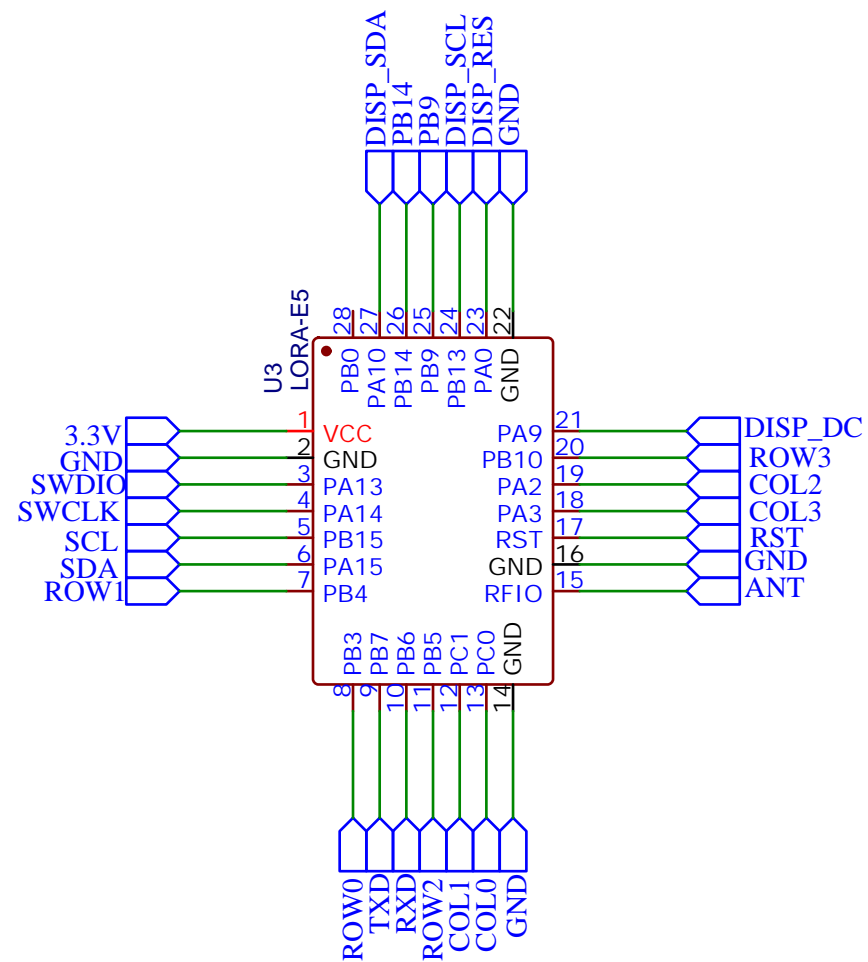 DISP_SDA
PB14
PB9
DISP_SCL
DISP_RES
GND
U3
LORA-E5
28
27
26
25
24
23
22
PB0
PA10
PB14
PB9
PB13
PA0
GND
3.3V
GND
SWDIO
SWCLK
SCL
SDA
ROW1
1
2
3
4
5
6
7
VCC
GND
PA13
PA14
PB15
PA15
PB4
PA9
PB10
PA2
PA3
RST
GND
RFIO
21
20
19
18
17
16
15
DISP_DC
ROW3
COL2
COL3
RST
GND
ANT
PB3
PB7
PB6
PB5
PC1
PC0
GND
8
9
10
11
12
13
14
ROW0
TXD
RXD
ROW2
COL1
COL0
GND